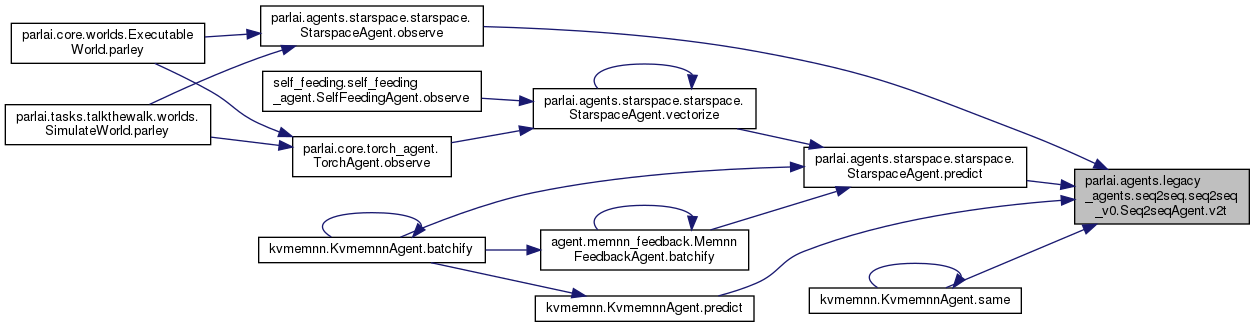 parlai.core.worlds.Executable
World.parley
parlai.tasks.talkthewalk.worlds.
SimulateWorld.parley
parlai.agents.starspace.starspace.
StarspaceAgent.observe
self_feeding.self_feeding
_agent.SelfFeedingAgent.observe
parlai.core.torch_agent.
TorchAgent.observe
kvmemnn.KvmemnnAgent.batchify
parlai.agents.starspace.starspace.
StarspaceAgent.vectorize
agent.memnn_feedback.Memnn
FeedbackAgent.batchify
kvmemnn.KvmemnnAgent.predict
parlai.agents.starspace.starspace.
StarspaceAgent.predict
kvmemnn.KvmemnnAgent.same
parlai.agents.legacy
_agents.seq2seq.seq2seq
_v0.Seq2seqAgent.v2t